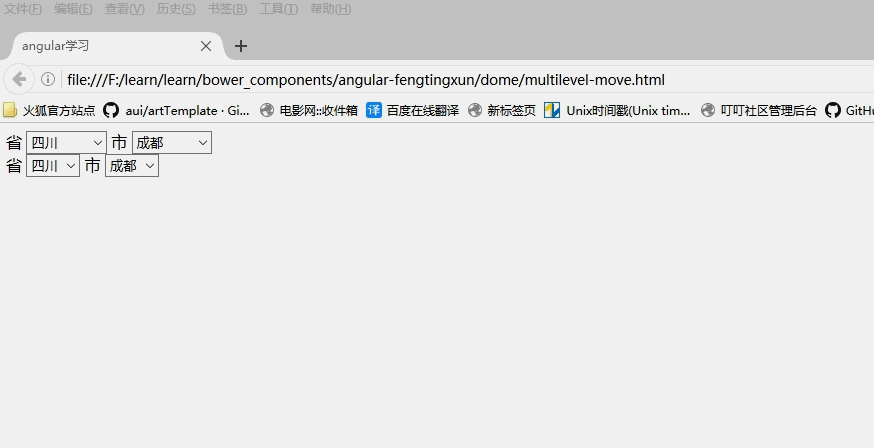 文件(F) 编辑(E) 查看(V) 历史(S) 书签(B) 工具(T) 帮助(H)
angular学习
file:///F:/learn/learn/bower_components/angular-fengtingxun/dome/multilevel-move.html
火狐官方站点 aui/artTemplate · Gi... 电影网::收件箱 译 百度在线翻译 新标签页 Unix时间戳(Unix tim... 叮叮社区管理后台 GitHu
省 四川 市 成都
省 四川 市 成都